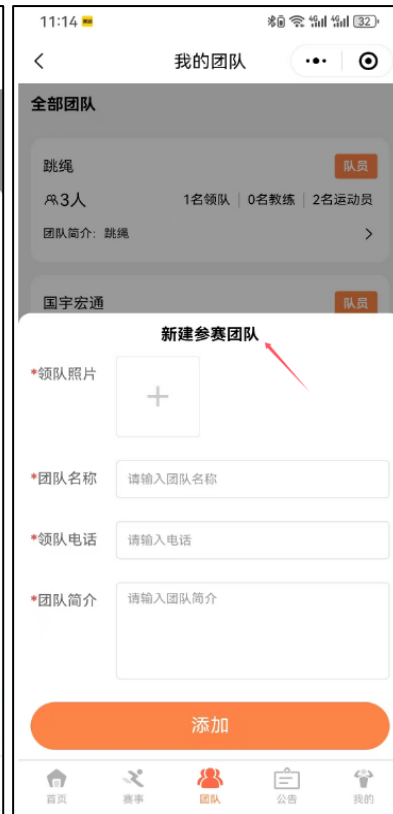 11:14
32
我的团队
全部团队
跳绳
队员
3人
1名领队 | 0名教练 | 2名运动员
团队简介: 跳绳
国宇宏通
队员
新建参赛团队
*领队照片
*团队名称
请输入团队名称
*领队电话
请输入电话
*团队简介
请输入团队简介
添加
首页
赛事
团队
公告
我的